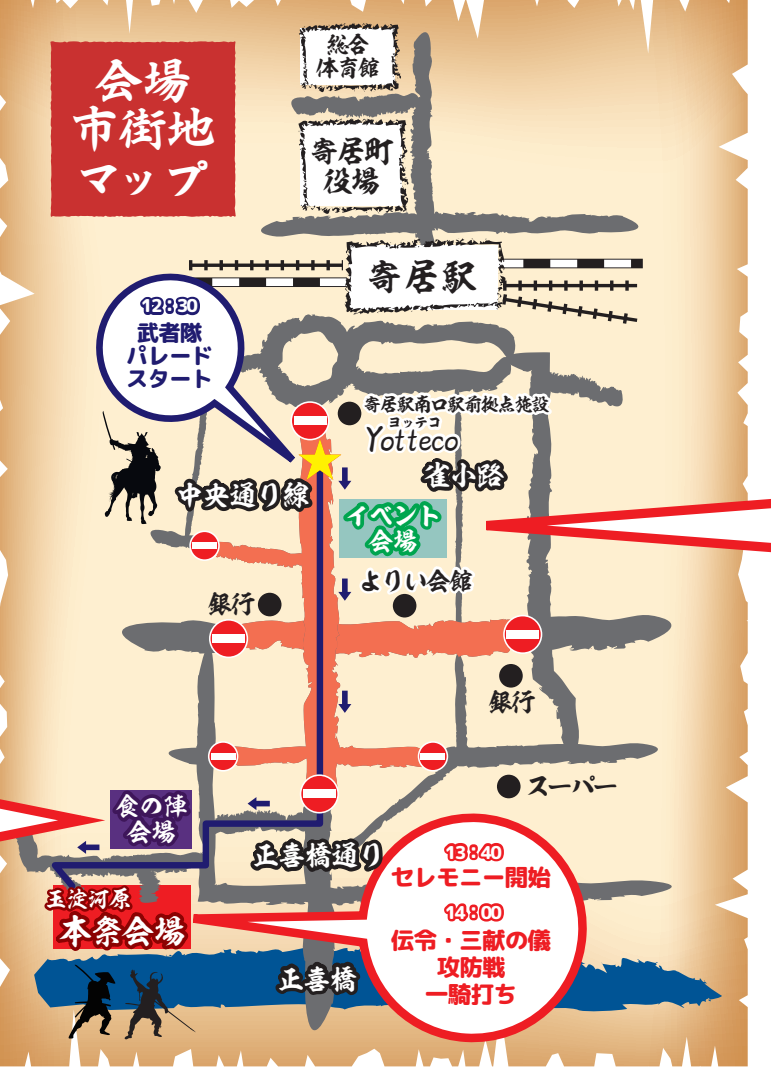 会場
市街地
マップ
総合
体育館
寄居町
役場
寄居駅
12:30
武者隊
パレード
スタート
寄居駅南口駅前拠点施設
ヨッテコ
Yotteco
雀小路
中央通り線
イベント
会場
よりい会館
銀行
銀行
スーパー
食の陣
会場
正喜橋通り
13:40
セレモニー開始
14:00
伝令・三献の儀
攻防戦
一騎打ち
玉淀河原
本祭会場
正喜橋